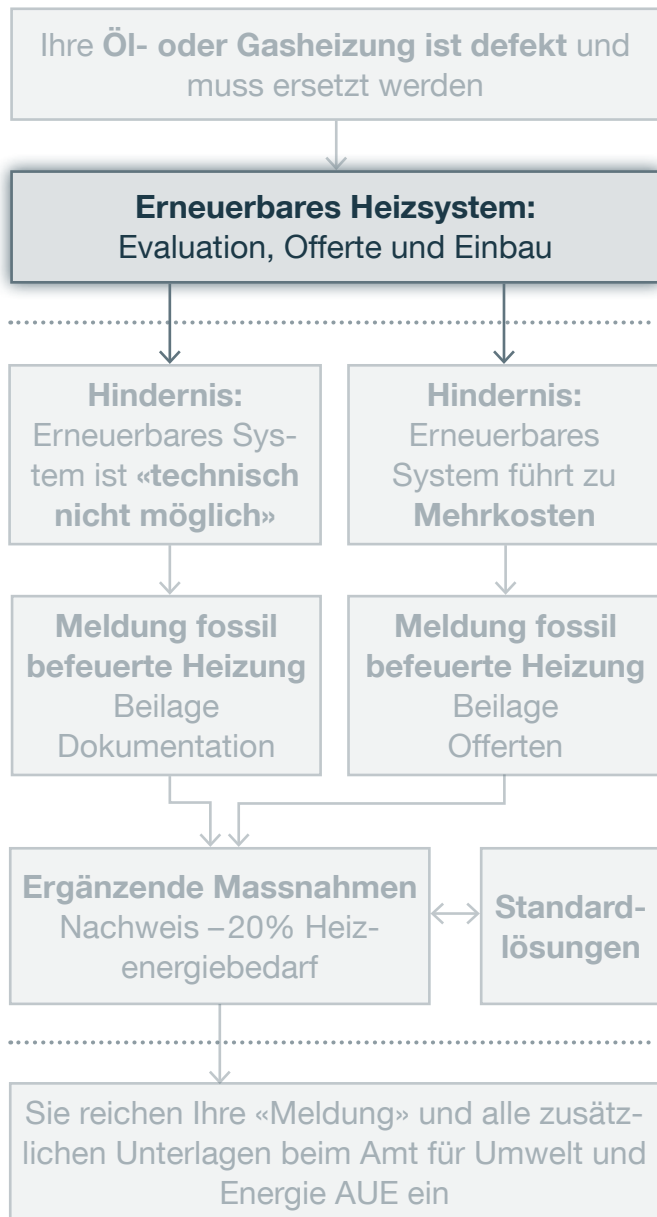 Ihre Öl- oder Gasheizung ist defekt und
muss ersetzt werden
Erneuerbares Heizsystem:
Evaluation, Offerte und Einbau
Hindernis:
Erneuerbares Sys-
tem ist «technisch
nicht möglich»
Hindernis:
Erneuerbares
System führt zu
Mehrkosten
Meldung fossil
befeuerte Heizung
Beilage
Dokumentation
Meldung fossil
befeuerte Heizung
Beilage
Offerten
Ergänzende Massnahmen
Nachweis –20% Heiz-
energiebedarf
Standard-
lösungen
Sie reichen Ihre «Meldung» und alle zusätz-
lichen Unterlagen beim Amt für Umwelt und
Energie AUE ein